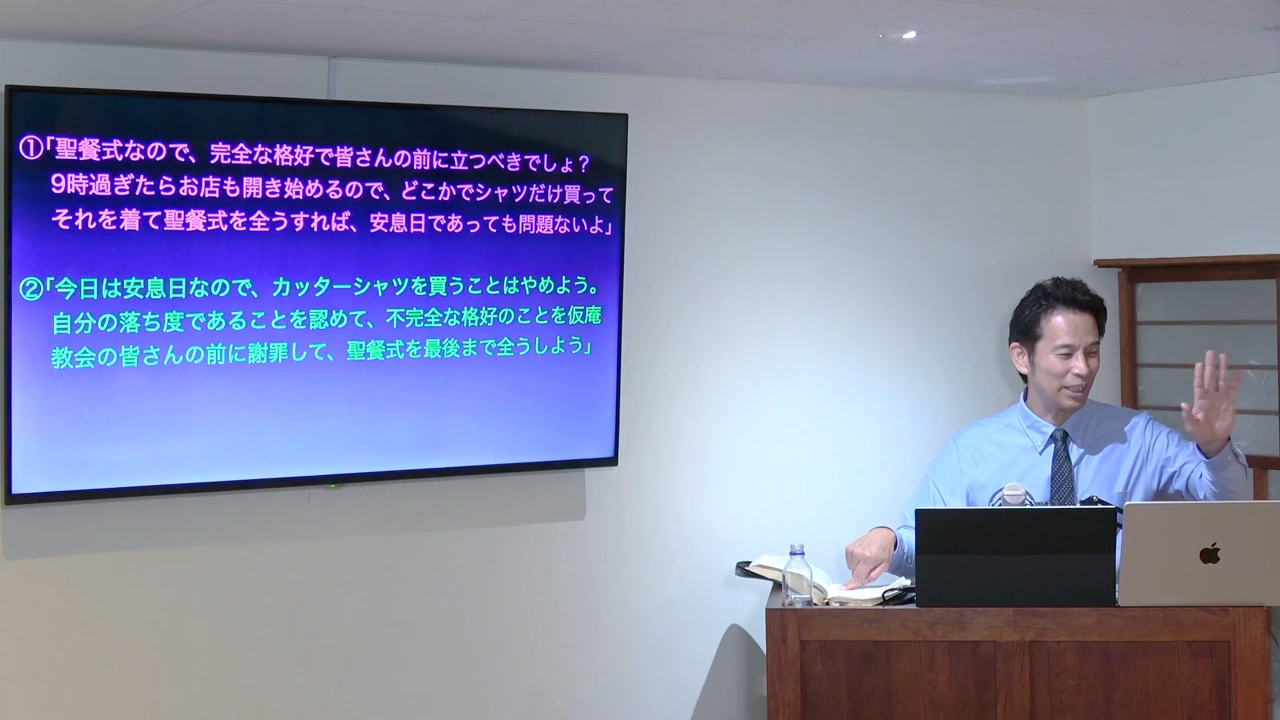 ①「聖餐式なので、完全な格好で皆さんの前に立つべきでしょ？
9時過ぎたらお店も開き始めるので、どこかでシャツだけ買って
それを着て聖餐式を全うすれば、安息日であっても問題ないよ」
②「今日は安息日なので、カッターシャツを買うことはやめよう。
自分の落ち度であることを認めて、不完全な格好のことを仮庵
教会の皆さんの前に謝罪して、聖餐式を最後まで全うしよう」